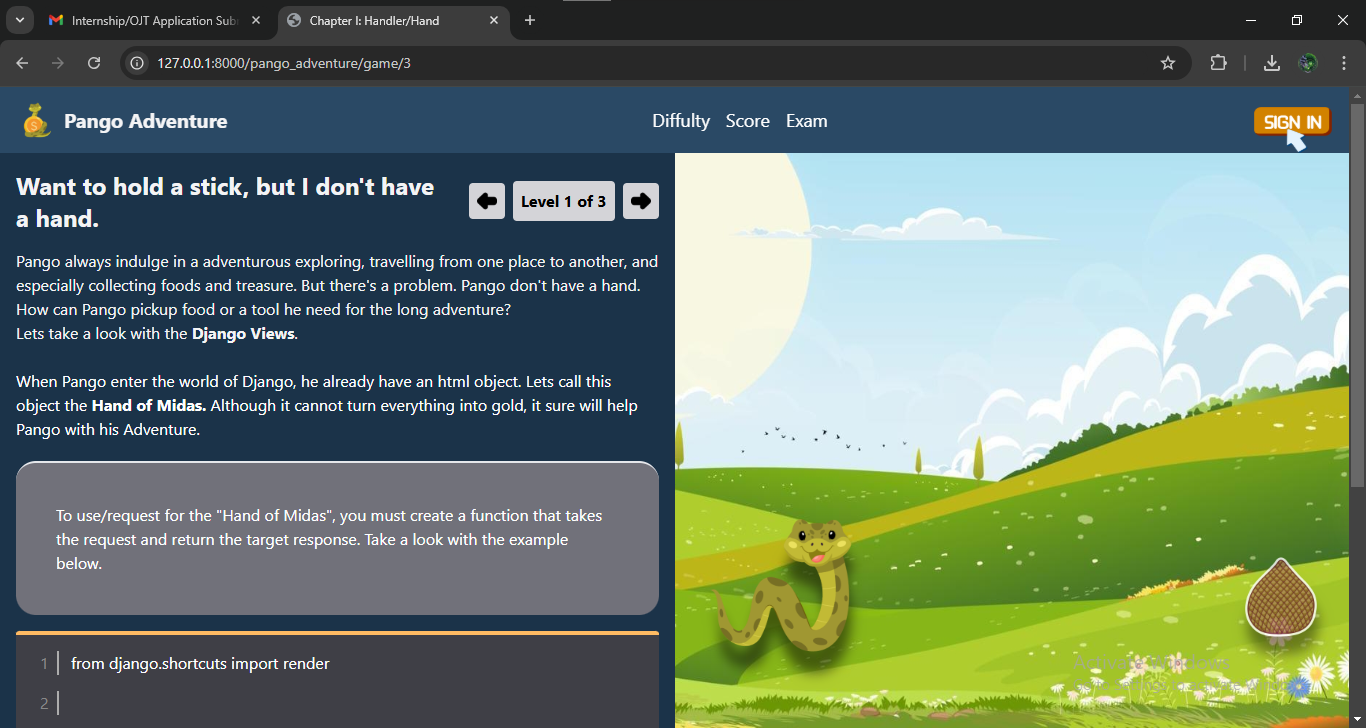 Internship/OJT Application Sub
Chapter I: Handler/Hand
127.0.0.1:8000/pango_adventure/game/3
Pango Adventure
Diffulty Score Exam
SIGN IN
Want to hold a stick, but I don't have
a hand.
Level 1 of 3
Pango always indulge in a adventurous exploring, travelling from one place to another, and
especially collecting foods and treasure. But there's a problem. Pango don't have a hand.
How can Pango pickup food or a tool he need for the long adventure?
Lets take a look with the Django Views.
When Pango enter the world of Django, he already have an html object. Lets call this
object the Hand of Midas. Although it cannot turn everything into gold, it sure will help
Pango with his Adventure.
To use/request for the "Hand of Midas", you must create a function that takes
the request and return the target response. Take a look with the example
below.
1 from django.shortcuts import render
2
Activate Windows